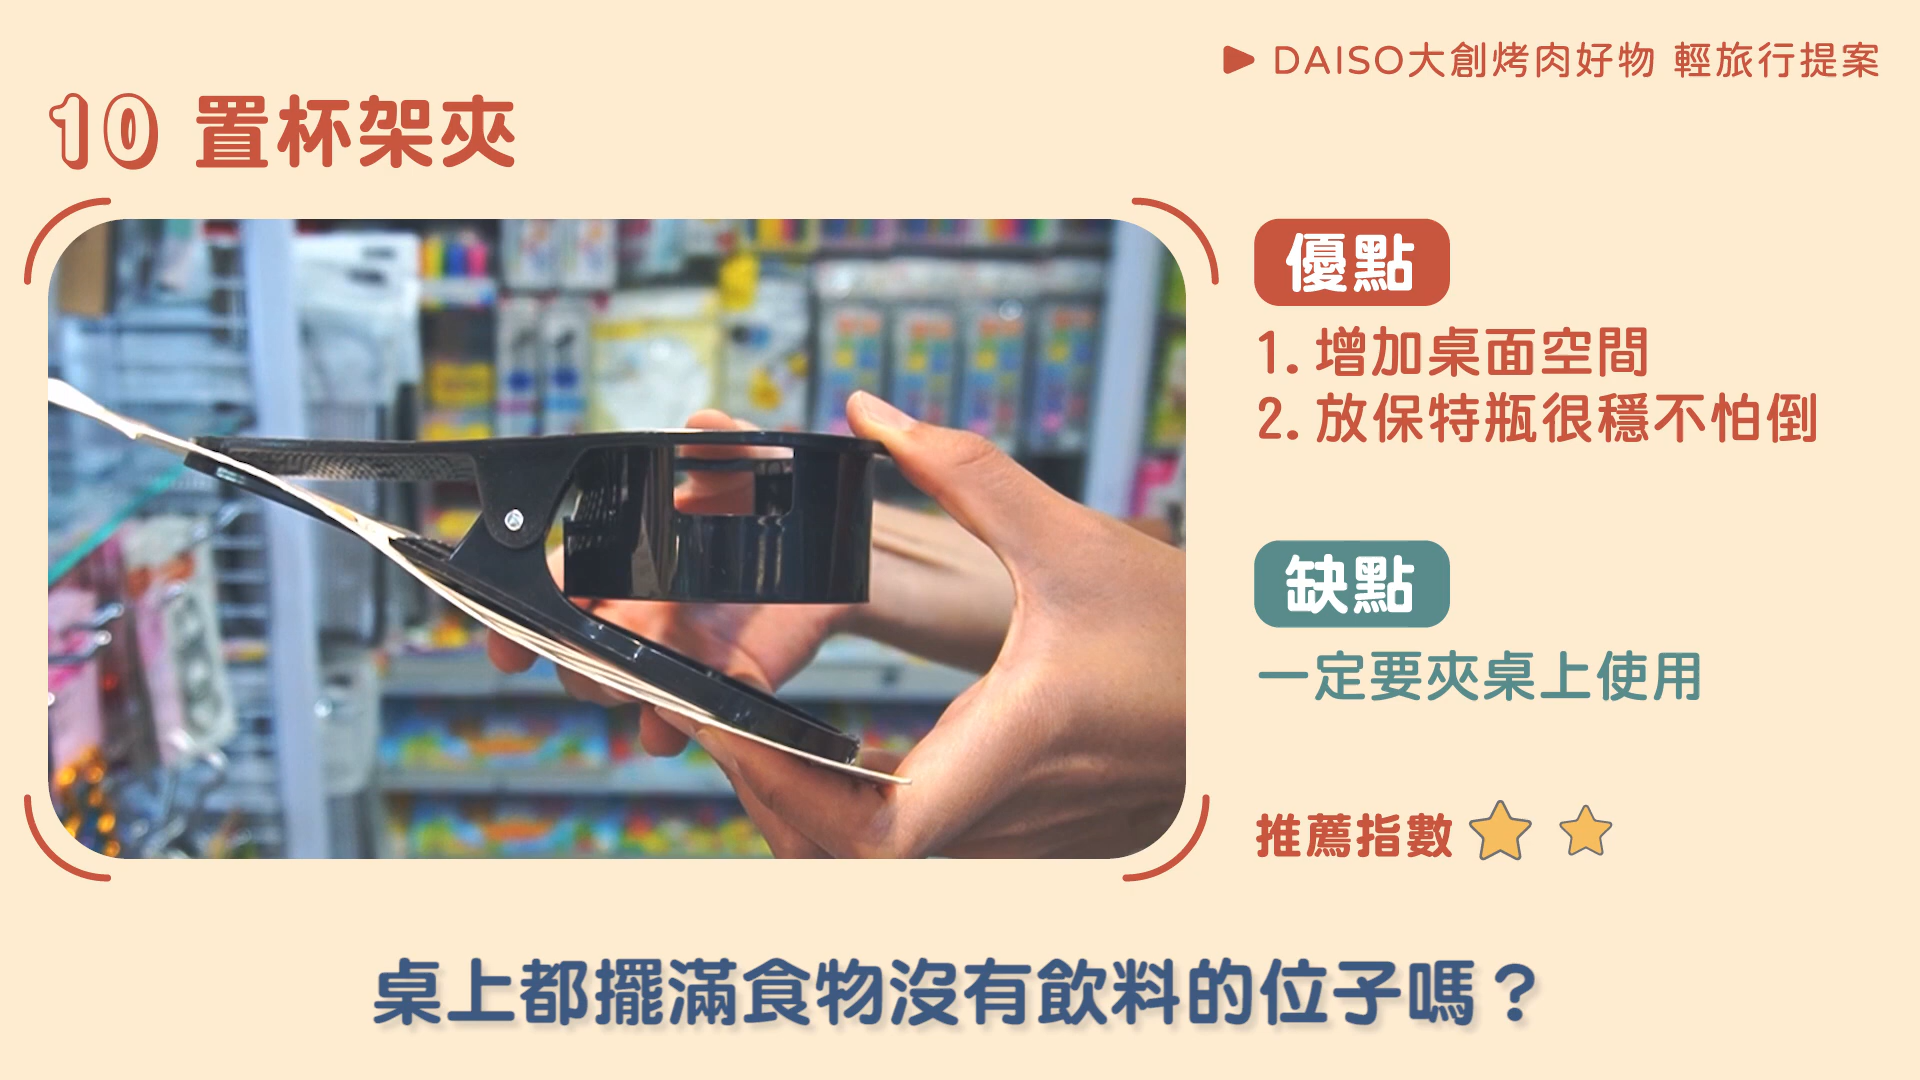 DAISO大創烤肉好物 輕旅行提案
10 置杯架夾
優點
1. 增加桌面空間
2. 放保特瓶很穩不怕倒
缺點
一定要夾桌上使用
推薦指數
桌上都擺滿食物沒有飲料的位子嗎？